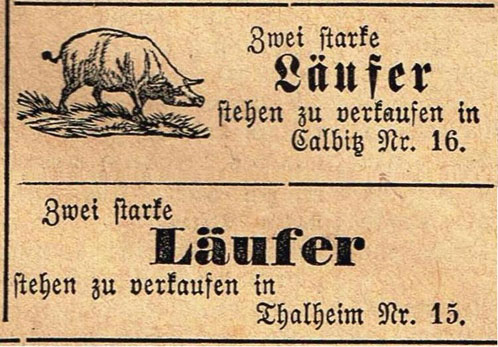 Zwei starke
Läufer
stehen zu verkaufen in
Calbitz Nr. 16.
Zwei starke
Läufer
stehen zu verkaufen in
Thalheim Nr. 15.